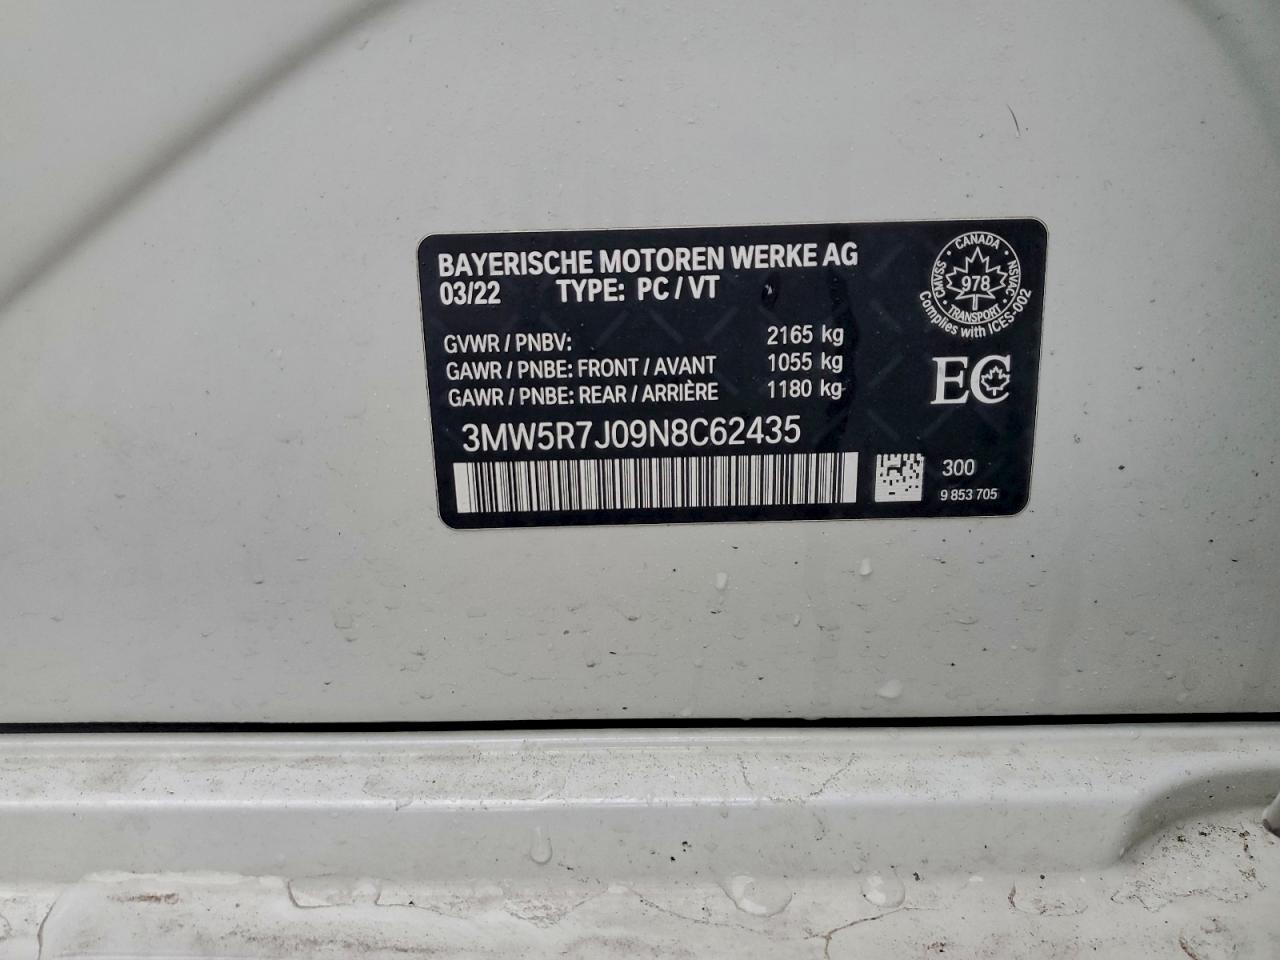 BAYERISCHE MOTOREN WERKE AG
03/22 TYPE: PC / VT
CANADA
CMVSS
NSVAC
978
TRANSPORT
Complies with ICES-002
GVWR / PNBV: 2165 kg
GAWR / PNBE: FRONT / AVANT 1055 kg
GAWR / PNBE: REAR / ARRIÈRE 1180 kg
EC
3MW5R7J09N8C62435
300
9 853 705